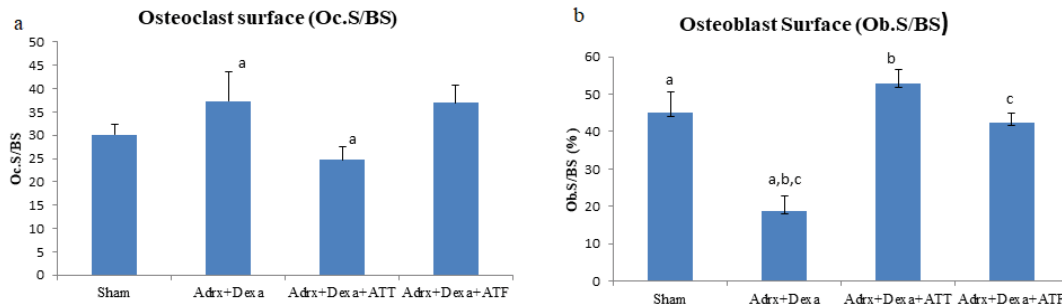 a
Osteoclast surface (Oc.S/BS)
Oc.S/BS
50
45
40
35
30
25
20
15
10
5
0
a
a
Sham
Adrx+Dexa
Adrx+Dexa+ATT
Adrx+Dexa+ATF
b
Osteoblast Surface (Ob.S/BS)
Ob.S/BS (%)
60
50
40
30
20
10
0
a
a,b,c
b
c
Sham
Adrx+Dexa
Adrx+Dexa+ATT
Adrx+Dexa+ATF